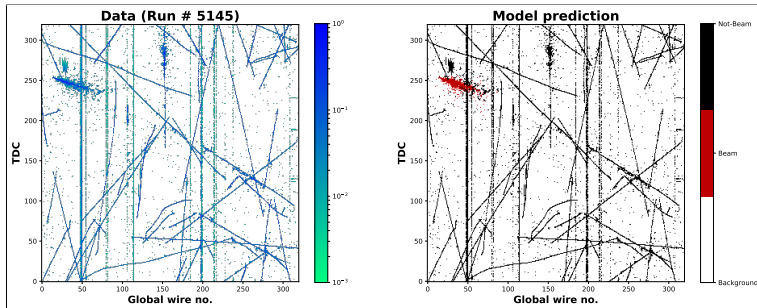 Data (Run # 5145)
TDC
300
250
200
150
100
50
0
0 50 100 150 200 250 300
Global wire no.
10⁰
10⁻¹
10⁻²
10⁻³
Model prediction
TDC
300
250
200
150
100
50
0
0 50 100 150 200 250 300
Global wire no.
Not-Beam
Beam
Background